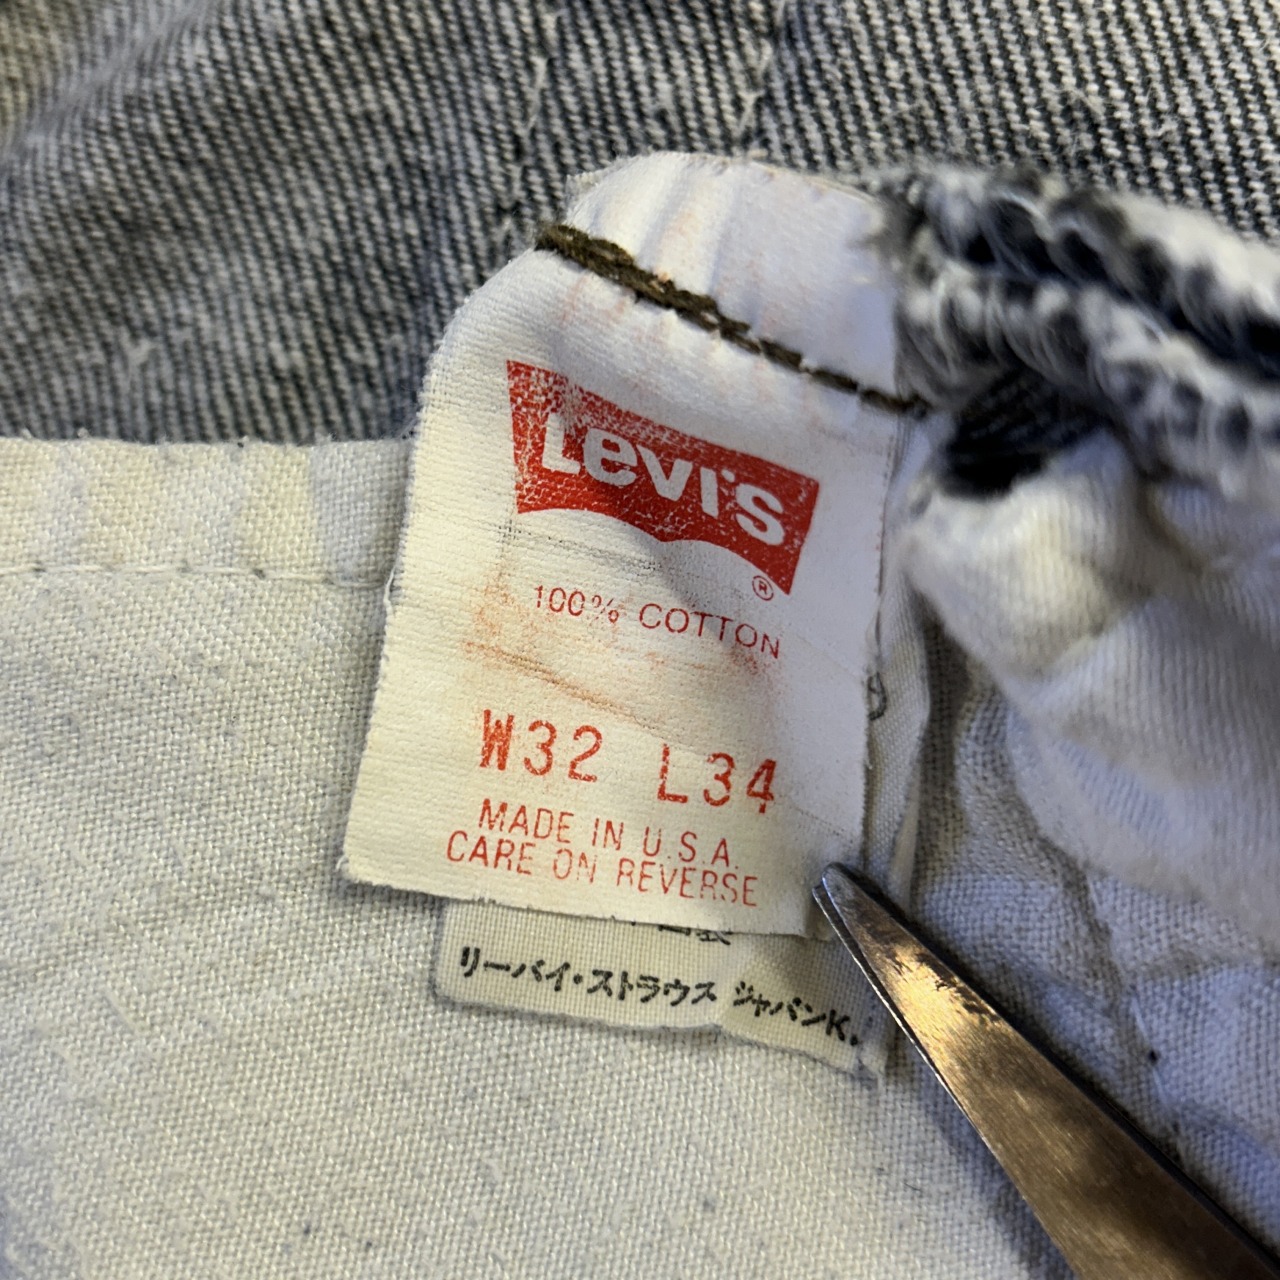 Levi's
®
100% COTTON
W32 L34
MADE IN U.S.A.
CARE ON REVERSE
リーバイ・ストラウス ジャパンK.